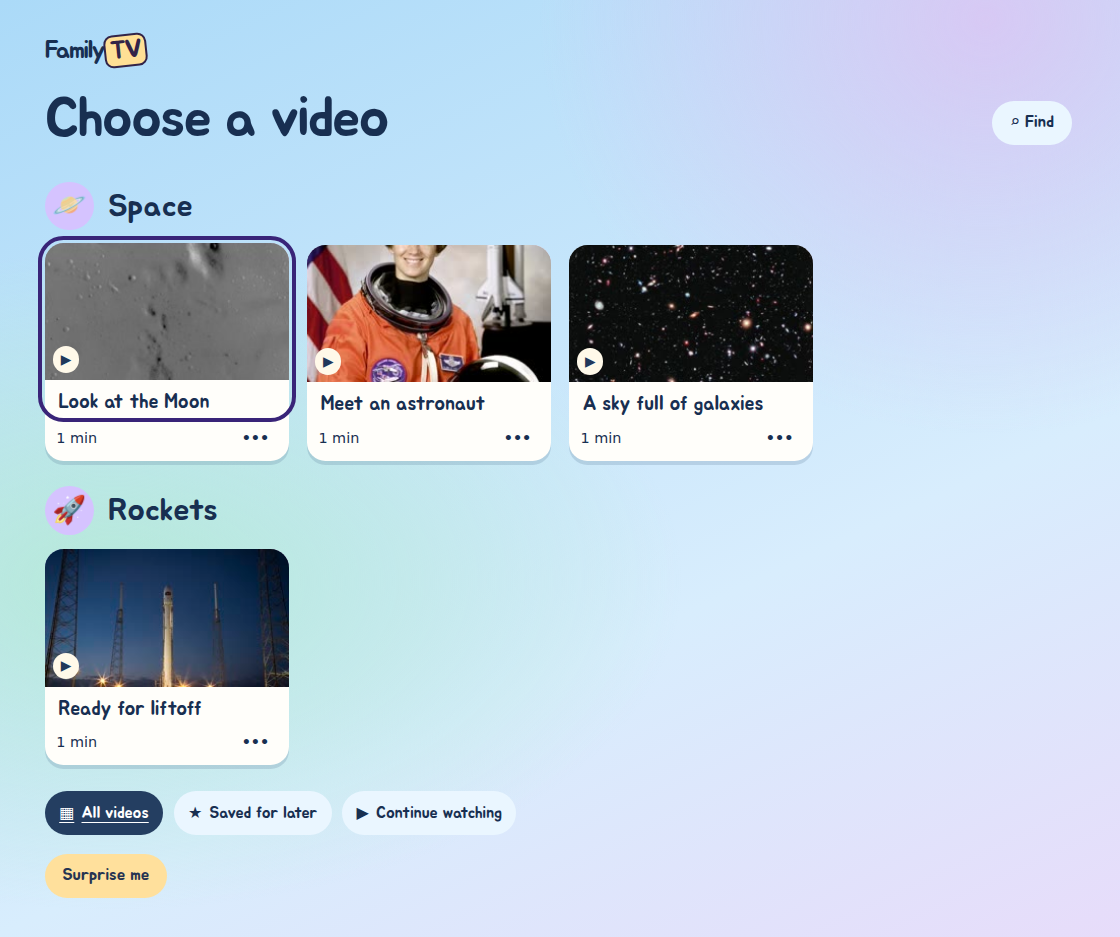 Family TV
Choose a video
Find
Space
Look at the Moon
1 min
Meet an astronaut
1 min
A sky full of galaxies
1 min
Rockets
Ready for liftoff
1 min
All videos
Saved for later
Continue watching
Surprise me